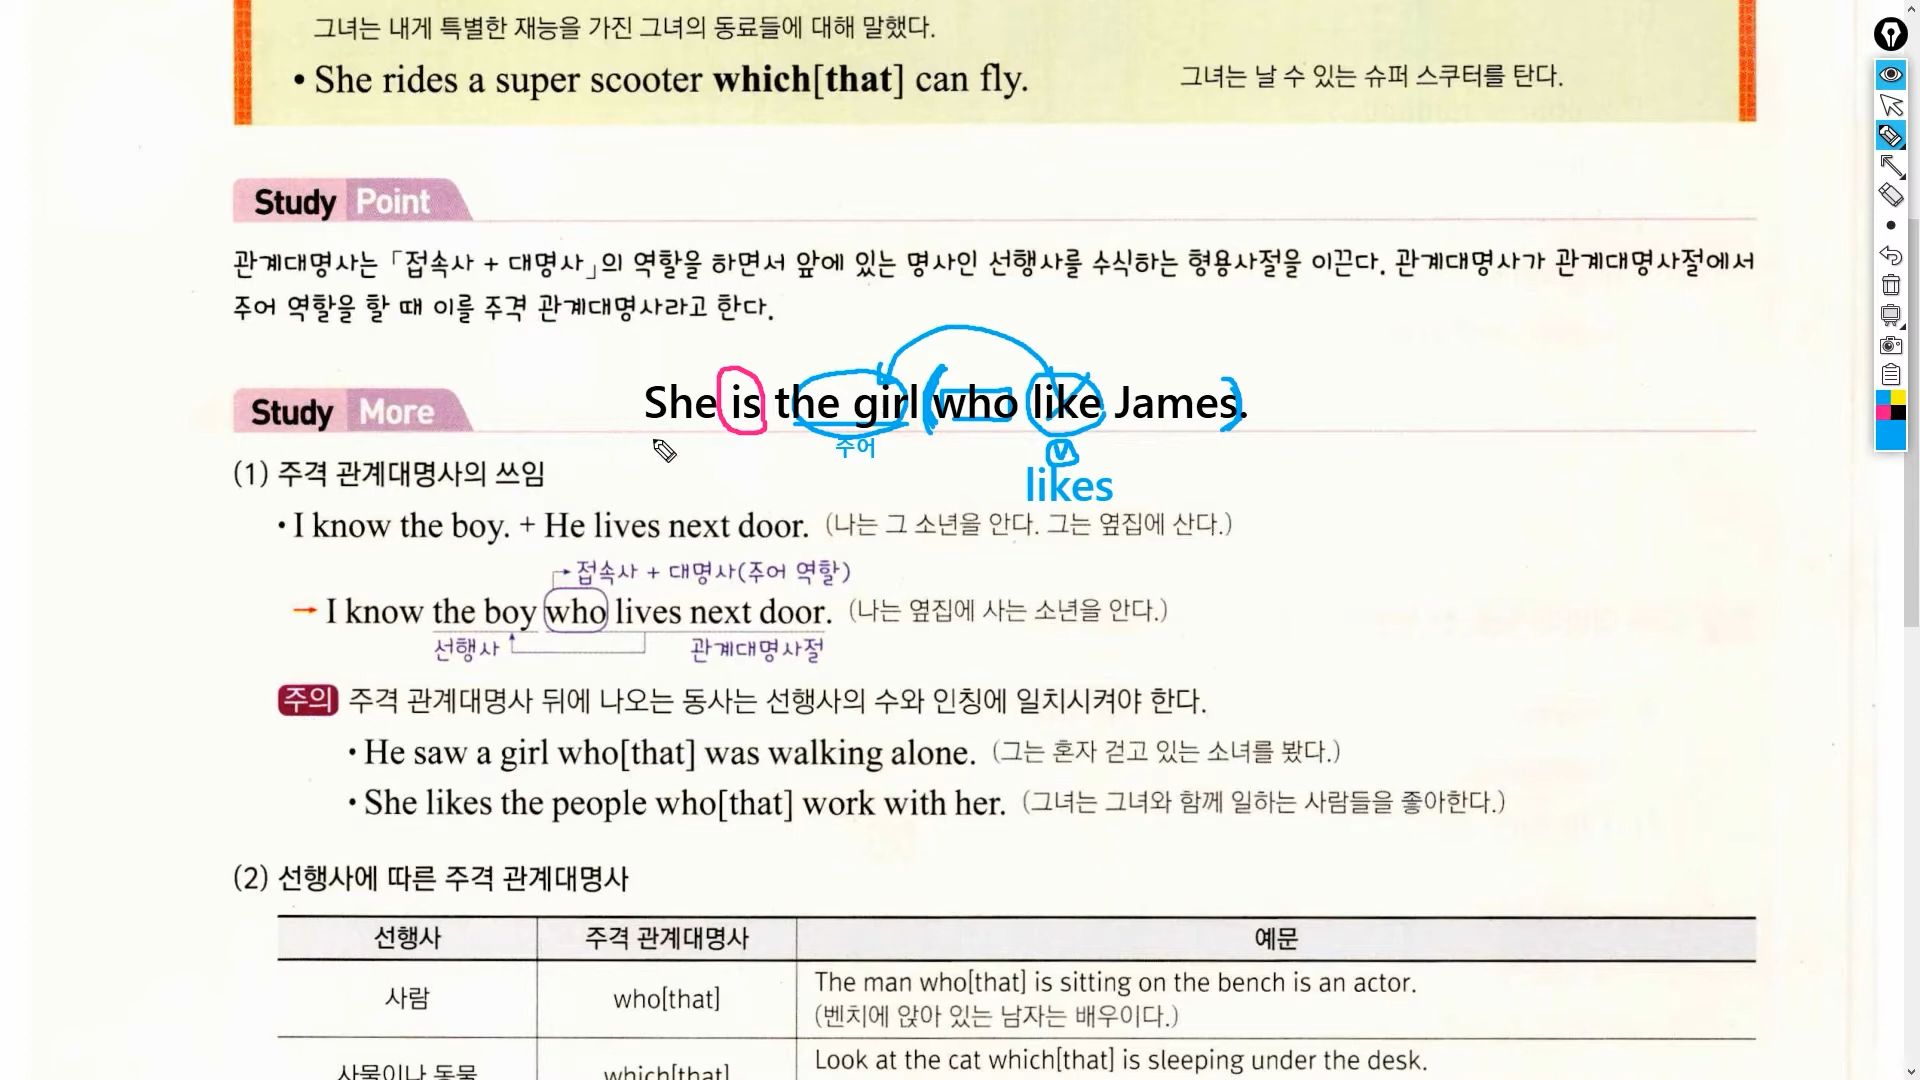 그녀는 내게 특별한 재능을 가진 그녀의 동료들에 대해 말했다.
• She rides a super scooter which[that] can fly. 그녀는 날 수 있는 슈퍼 스쿠터를 탄다.
Study Point
관계대명사는 「접속사 + 대명사」의 역할을 하면서 앞에 있는 명사인 선행사를 수식하는 형용사절을 이끈다. 관계대명사가 관계대명사절에서
주어 역할을 할 때 이를 주격 관계대명사라고 한다.
She is the girl (who like James).
Study More
주어 v
likes
(1) 주격 관계대명사의 쓰임
• I know the boy. + He lives next door. (나는 그 소년을 안다. 그는 옆집에 산다.)
접속사 + 대명사(주어 역할)
→ I know the boy who lives next door. (나는 옆집에 사는 소년을 안다.)
선행사 관계대명사절
주의 주격 관계대명사 뒤에 나오는 동사는 선행사의 수와 인칭에 일치시켜야 한다.
• He saw a girl who[that] was walking alone. (그는 혼자 걷고 있는 소녀를 봤다.)
• She likes the people who[that] work with her. (그녀는 그녀와 함께 일하는 사람들을 좋아한다.)
(2) 선행사에 따른 주격 관계대명사
선행사 주격 관계대명사 예문
사람 who[that] The man who[that] is sitting on the bench is an actor.
(벤치에 앉아 있는 남자는 배우이다.)
사물이나 동물 which[that] Look at the cat which[that] is sleeping under the desk.